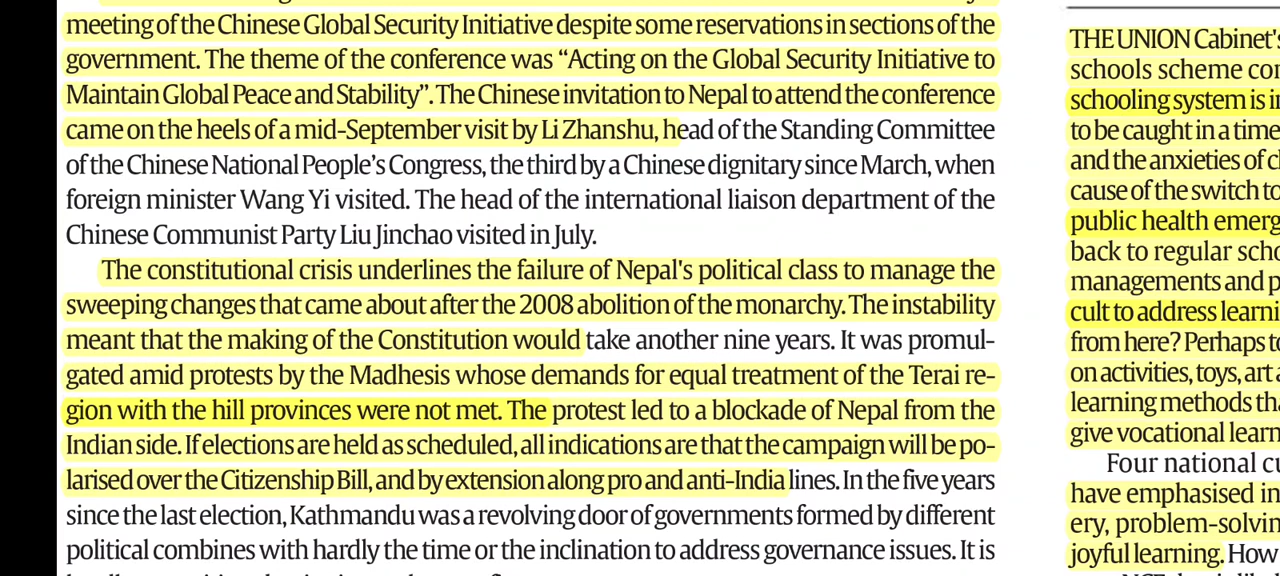 meeting of the Chinese Global Security Initiative despite some reservations in sections of the
government. The theme of the conference was “Acting on the Global Security Initiative to
Maintain Global Peace and Stability”. The Chinese invitation to Nepal to attend the conference
came on the heels of a mid-September visit by Li Zhanshu, head of the Standing Committee
of the Chinese National People’s Congress, the third by a Chinese dignitary since March, when
foreign minister Wang Yi visited. The head of the international liaison department of the
Chinese Communist Party Liu Jinchao visited in July.
The constitutional crisis underlines the failure of Nepal's political class to manage the
sweeping changes that came about after the 2008 abolition of the monarchy. The instability
meant that the making of the Constitution would take another nine years. It was promul-
gated amid protests by the Madhesis whose demands for equal treatment of the Terai re-
gion with the hill provinces were not met. The protest led to a blockade of Nepal from the
Indian side. If elections are held as scheduled, all indications are that the campaign will be po-
larised over the Citizenship Bill, and by extension along pro and anti-India lines. In the five years
since the last election, Kathmandu was a revolving door of governments formed by different
political combines with hardly the time or the inclination to address governance issues. It is
THE UNION Cabinet's
schools scheme
schooling system is
to be caught in a time
and the anxieties of
cause of the switch to
public health
back to regular
managements and
cult to address
from here? Perhaps
on activities, toys, art
learning methods
give vocational
Four national
have emphasised in
ery,
joyful learning. How